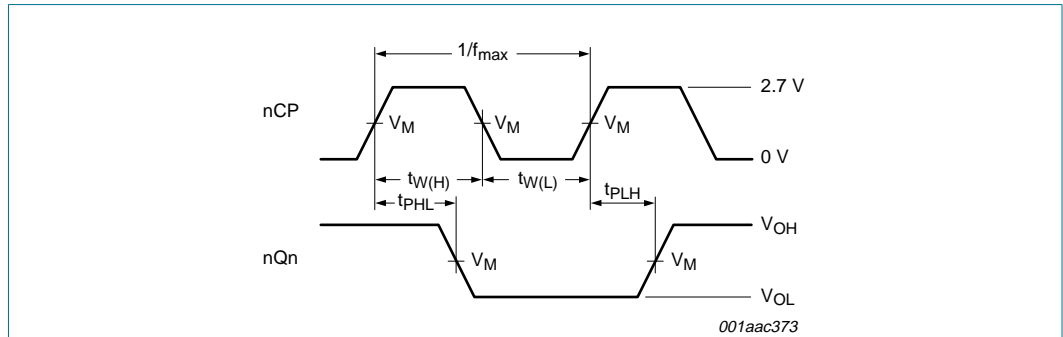 1/fmax
2.7 V
nCP
VM VM VM
0 V
tW(H) tW(L)
tPHL tPLH
VOH
nQn
VM VM
VOL
001aac373